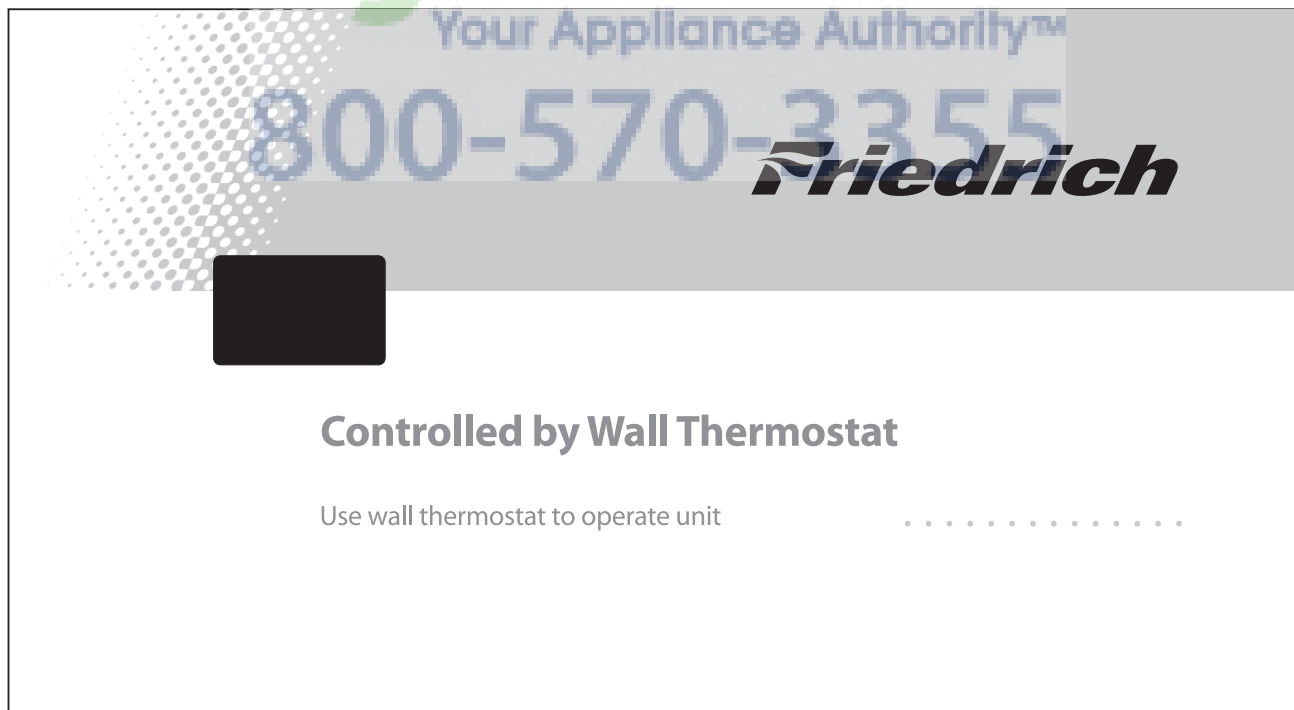 Your Appliance Authority™
800-570-3355
Friedrich
Controlled by Wall Thermostat
Use wall thermostat to operate unit